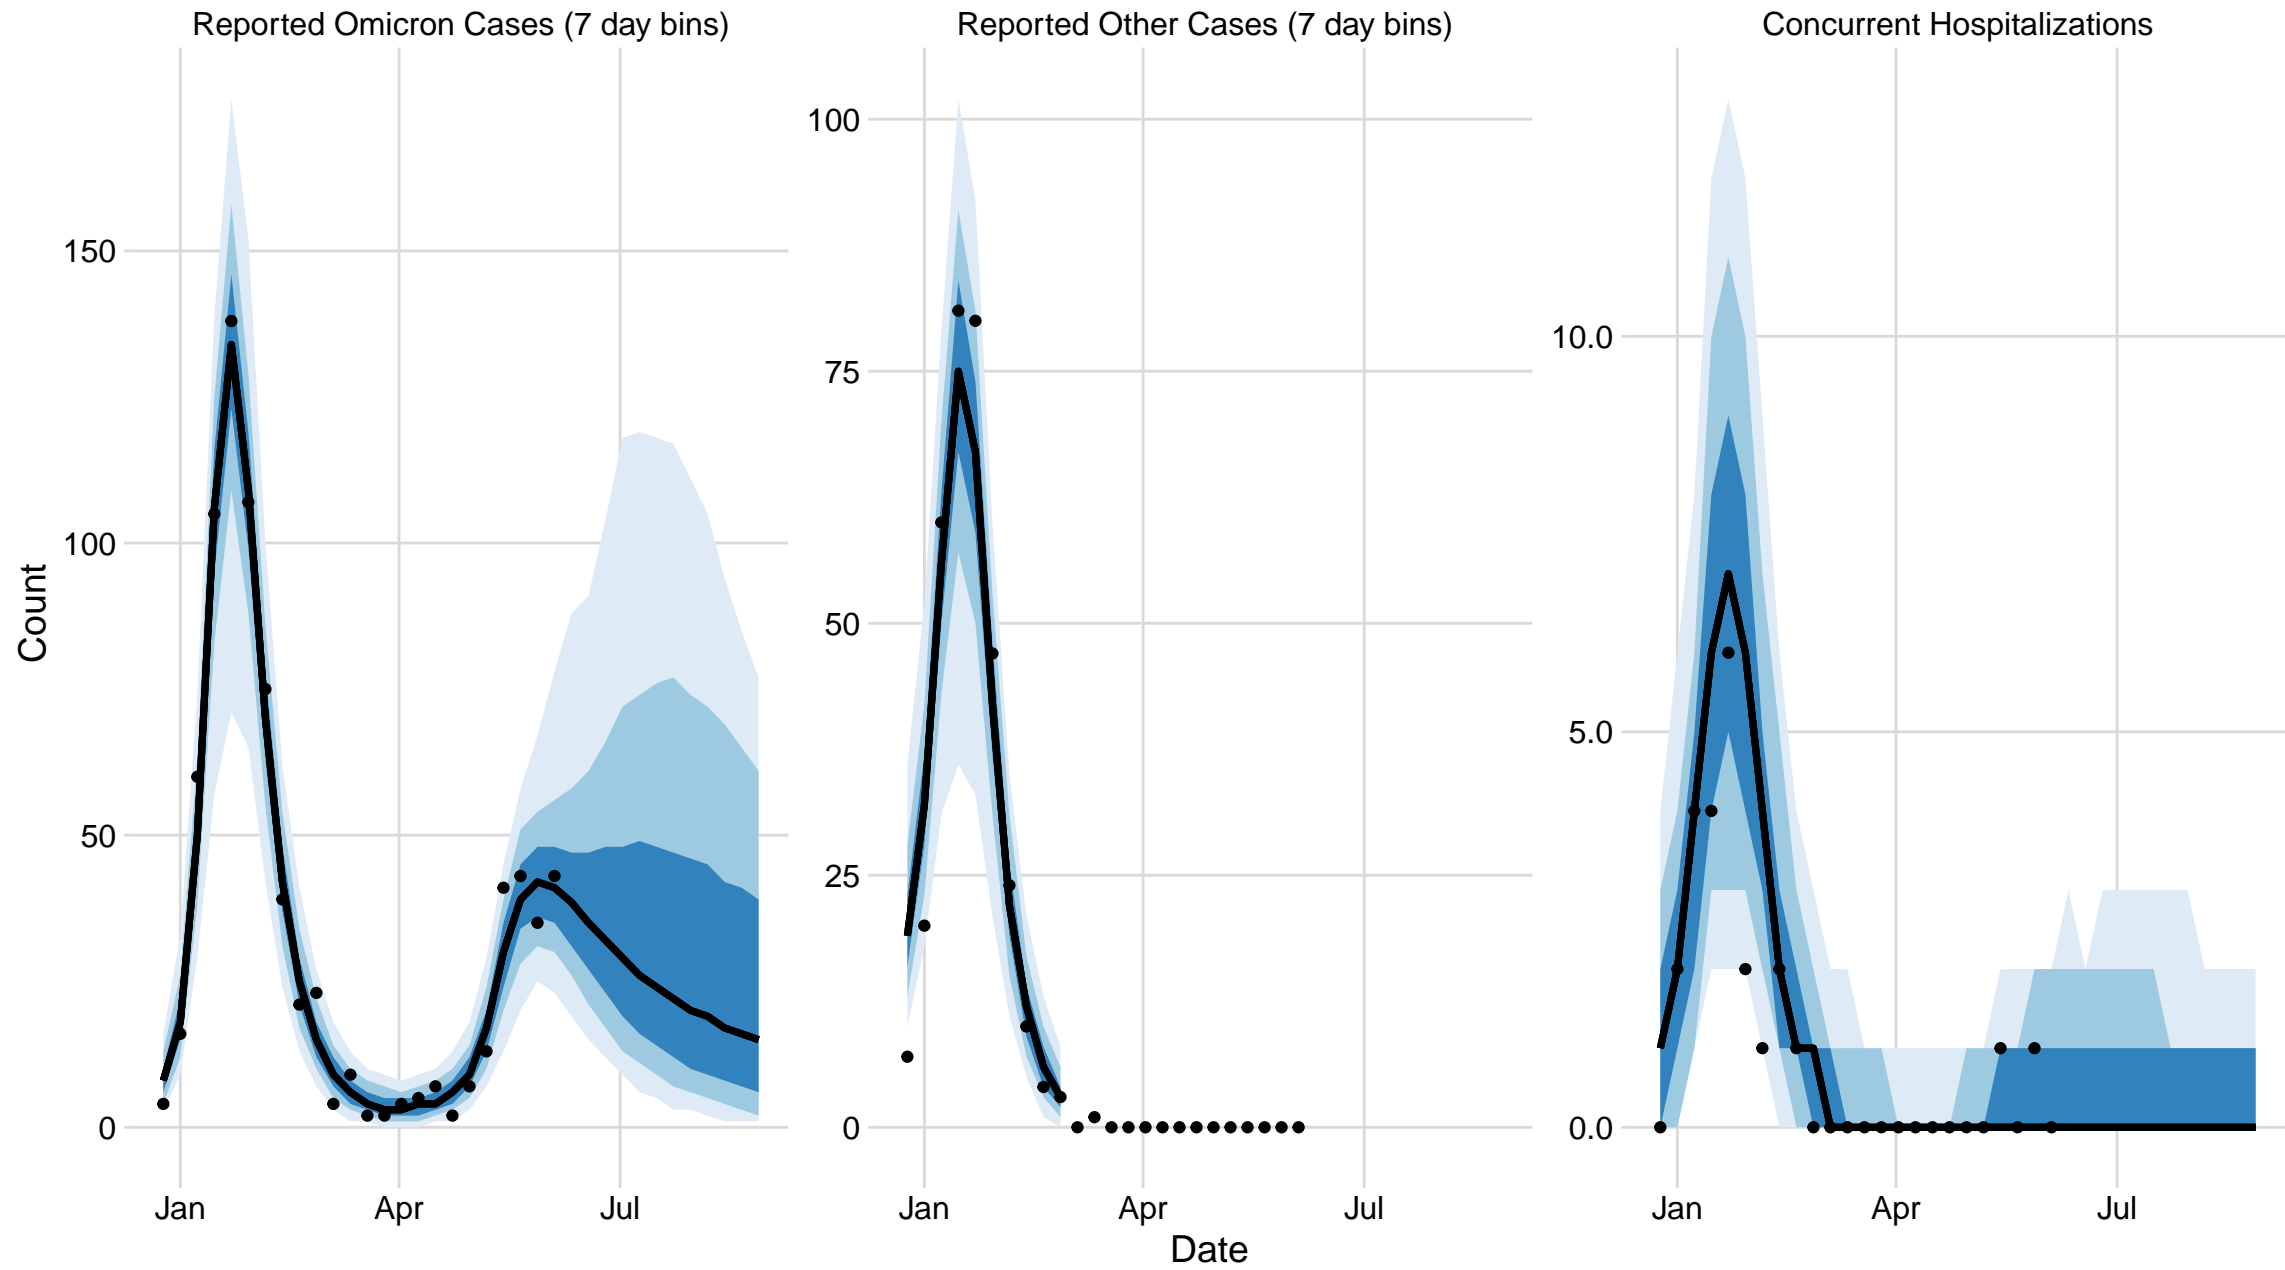 Reported Omicron Cases (7 day bins)
Reported Other Cases (7 day bins)
Concurrent Hospitalizations
Count
150
100
50
0
Jan
Apr
Jul
100
75
50
25
0
Jan
Apr
Jul
10.0
5.0
0.0
Jan
Apr
Jul
Date